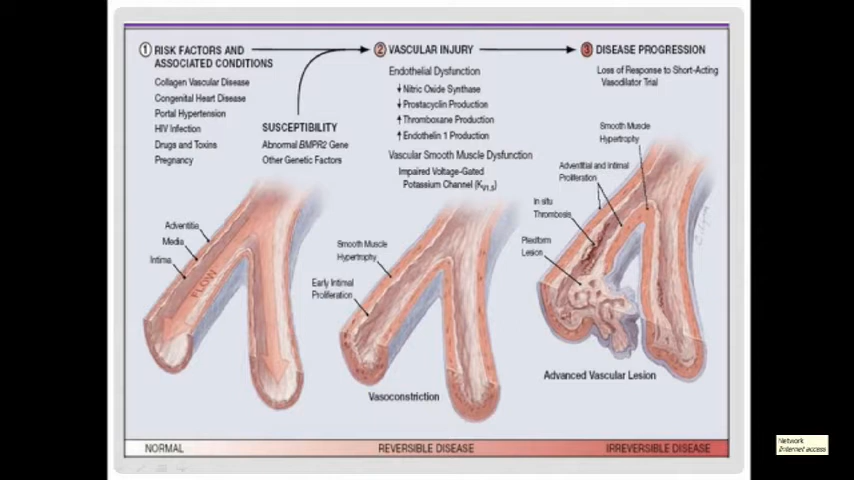 1 RISK FACTORS AND
ASSOCIATED CONDITIONS
Collagen Vascular Disease
Congenital Heart Disease
Portal Hypertension
HIV Infection
Drugs and Toxins
Pregnancy
SUSCEPTIBILITY
Abnormal BMPR2 Gene
Other Genetic Factors
2 VASCULAR INJURY
Endothelial Dysfunction
↓ Nitric Oxide Synthase
↓ Prostacyclin Production
↑ Thromboxane Production
↑ Endothelin 1 Production
Vascular Smooth Muscle Dysfunction
Impaired Voltage-Gated
Potassium Channel (KV1.5)
3 DISEASE PROGRESSION
Loss of Response to Short-Acting
Vasodilator Trial
Adventitia
Media
Intima
FLOW
Smooth Muscle
Hypertrophy
Early Intimal
Proliferation
Vasoconstriction
Smooth Muscle
Hypertrophy
Adventitial and Intimal
Proliferation
In situ
Thrombosis
Plexiform
Lesion
Advanced Vascular Lesion
NORMAL
REVERSIBLE DISEASE
IRREVERSIBLE DISEASE
Network
Internet access